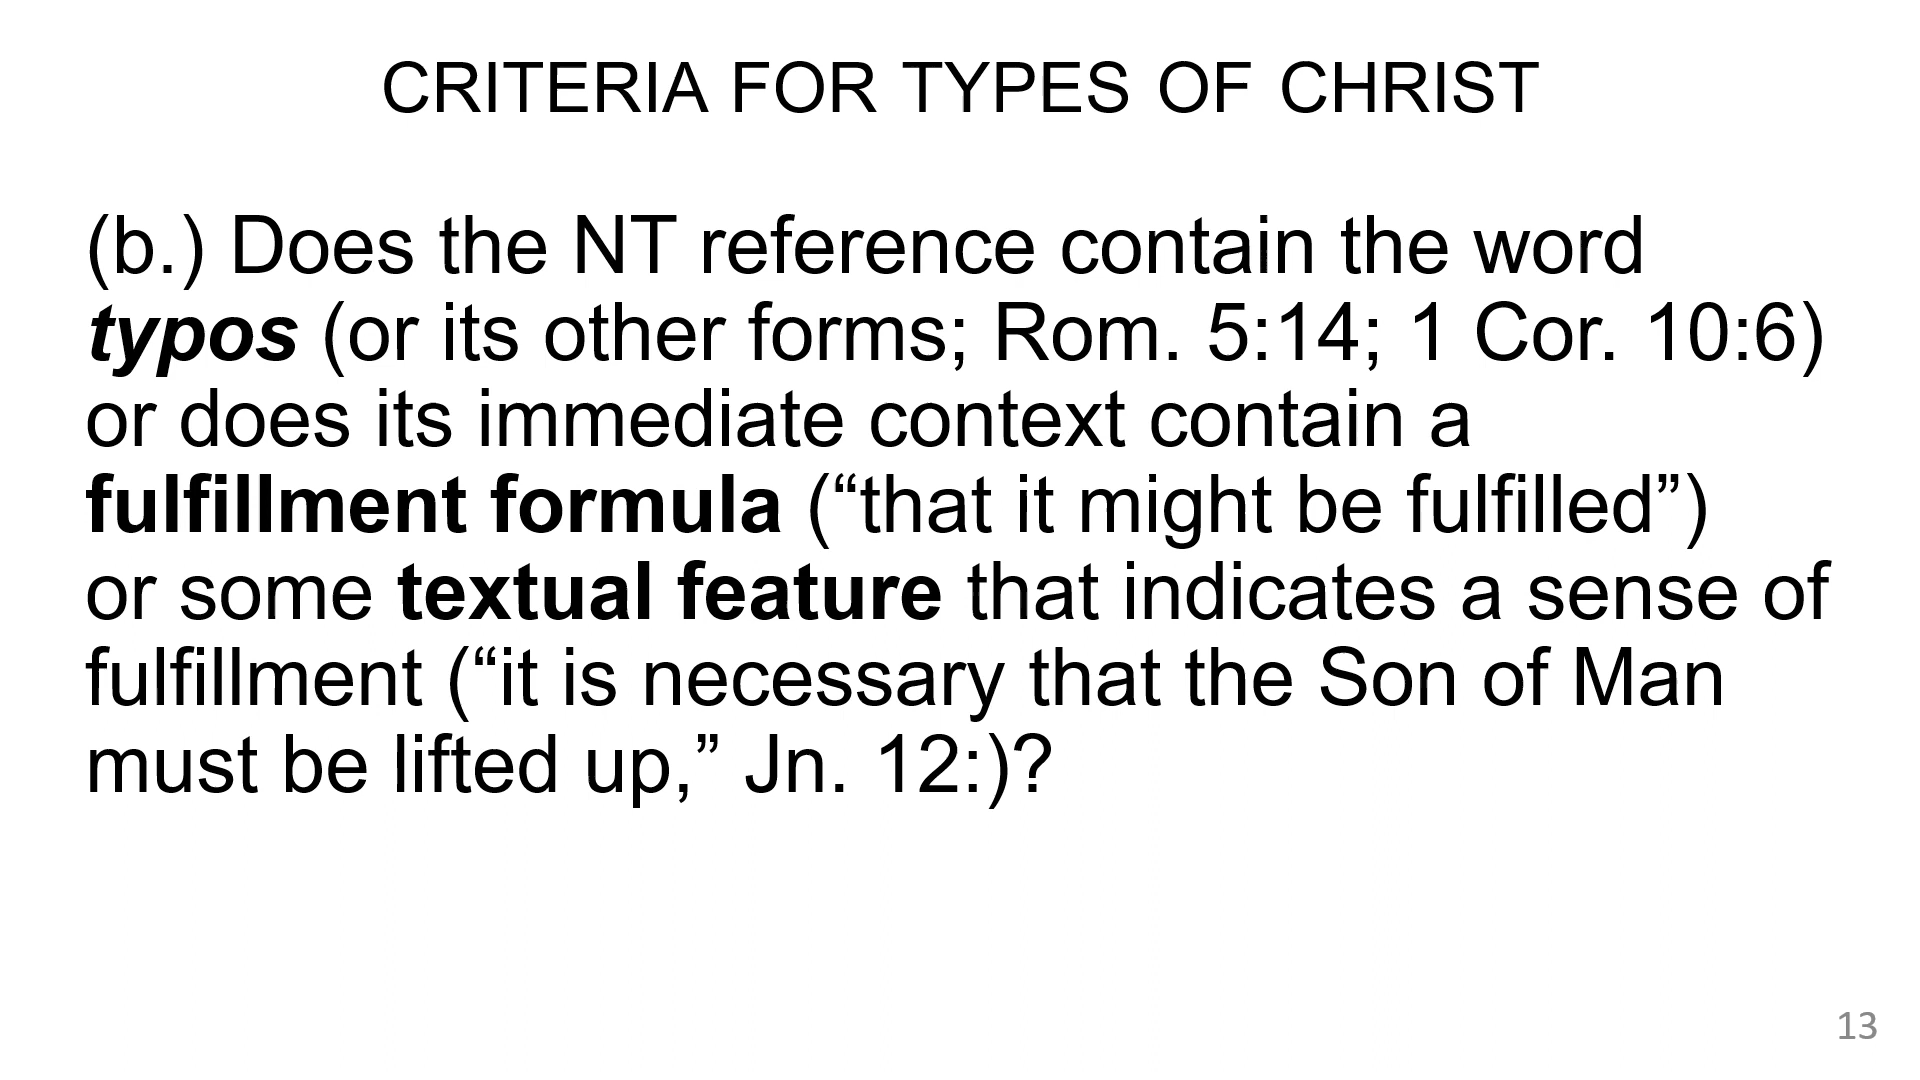 CRITERIA FOR TYPES OF CHRIST
(b.) Does the NT reference contain the word
typos (or its other forms; Rom. 5:14; 1 Cor. 10:6)
or does its immediate context contain a
fulfillment formula (“that it might be fulfilled”)
or some textual feature that indicates a sense of
fulfillment (“it is necessary that the Son of Man
must be lifted up,” Jn. 12:)?
13